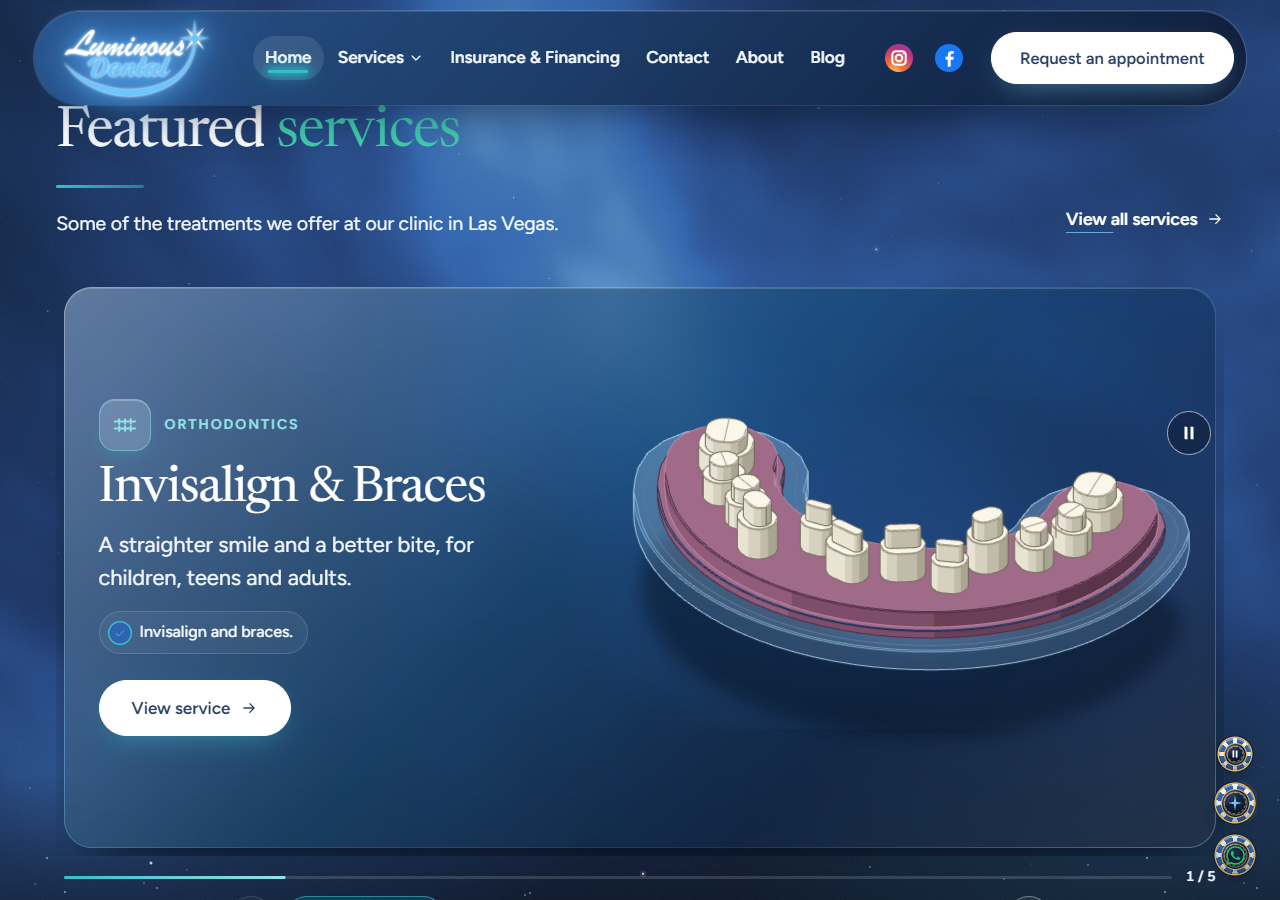 Luminous
Dental
Home
Services
Insurance & Financing
Contact
About
Blog
Request an appointment
Featured services
Some of the treatments we offer at our clinic in Las Vegas.
View all services
ORTHODONTICS
Invisalign & Braces
A straighter smile and a better bite, for
children, teens and adults.
Invisalign and braces.
View service
1 / 5